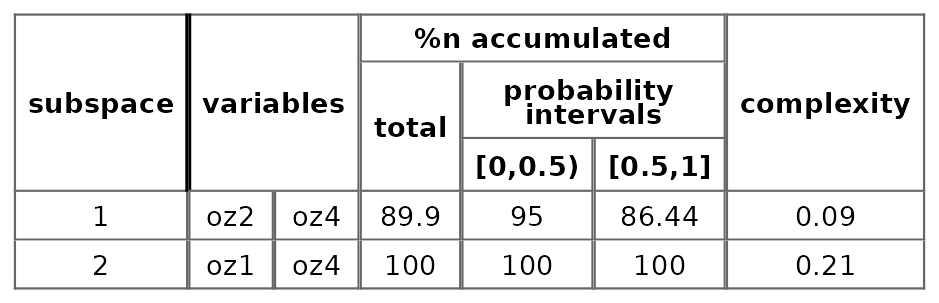 %n accumulated
subspace variables total probability intervals complexity
[0,0.5) [0.5,1]
1 oz2 oz4 89.9 95 86.44 0.09
2 oz1 oz4 100 100 100 0.21